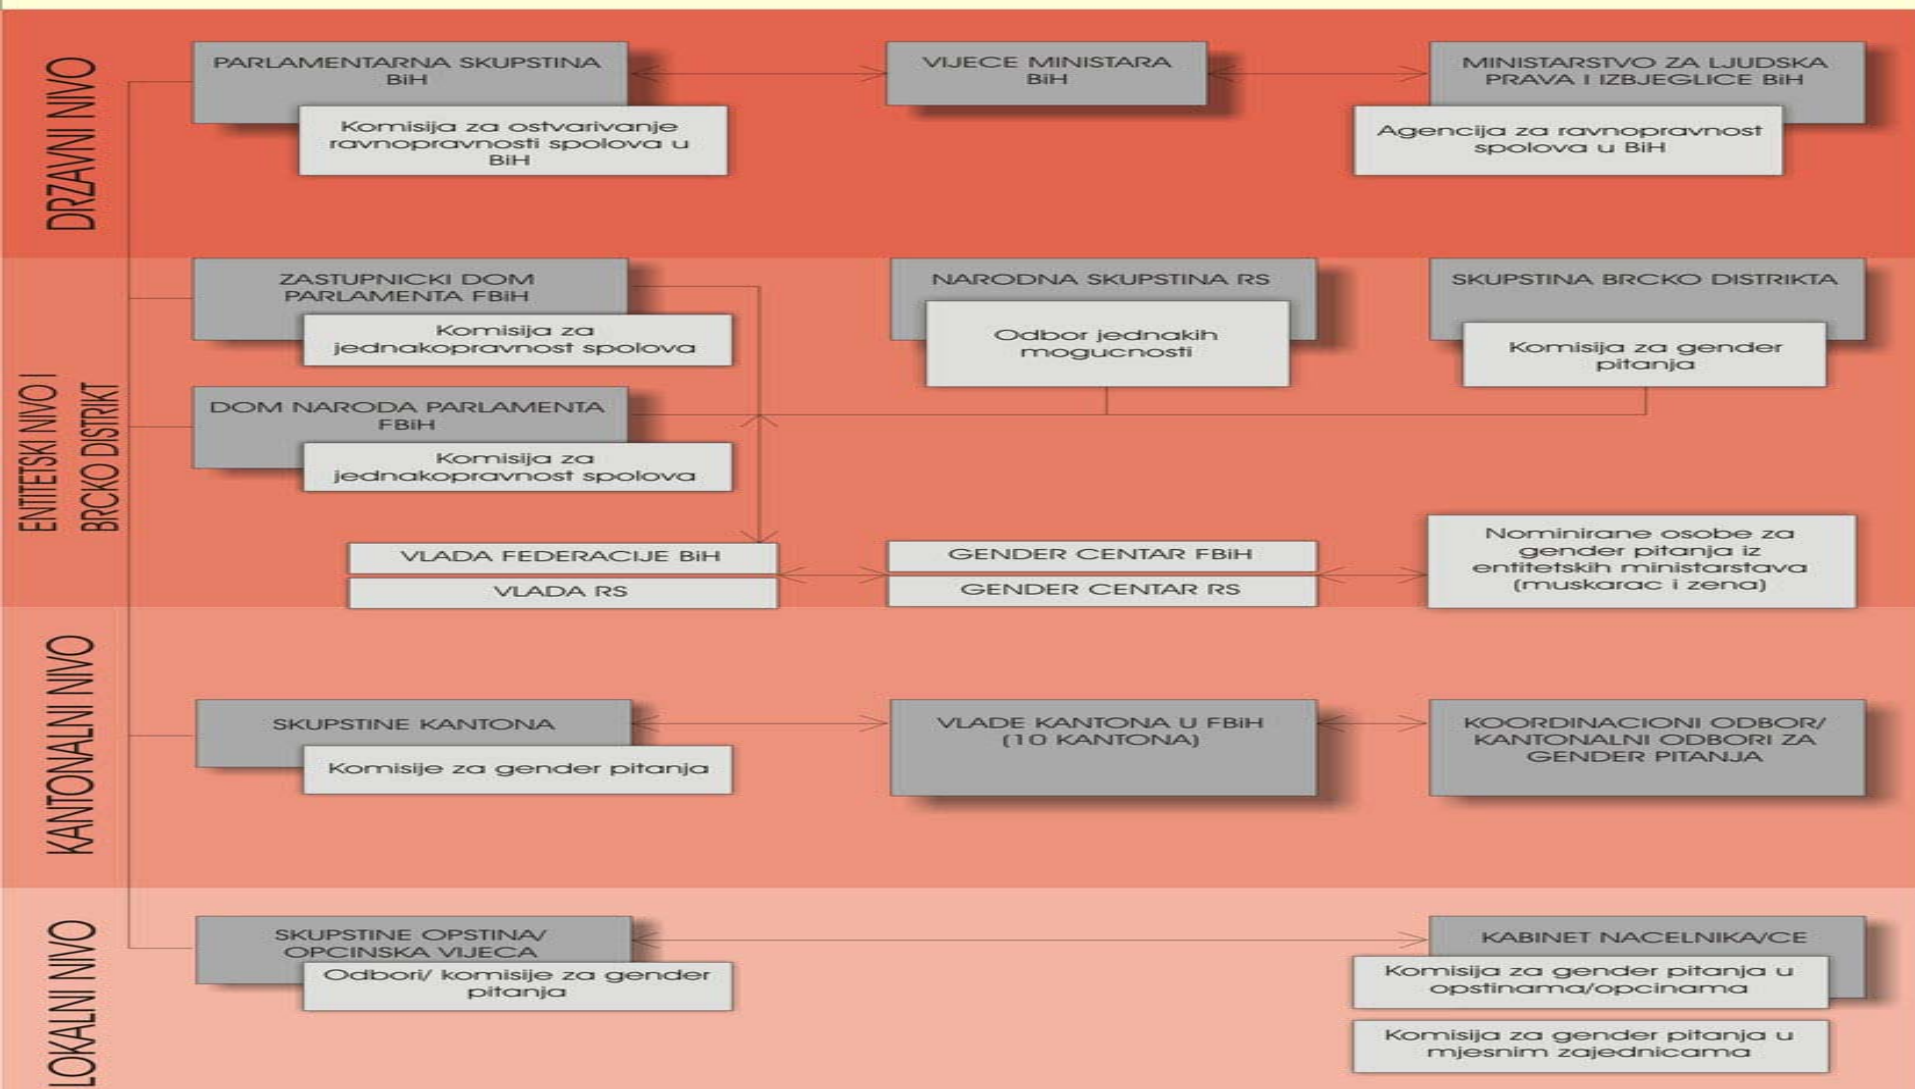 DRZAVNI NIVO
PARLAMENTARNA SKUPSTINA
BiH
Komisija za ostvarivanje
ravnopravnosti spolova u
BiH
VIJECE MINISTARA
BiH
MINISTARSTVO ZA LJUDSKA
PRAVA I IZBJEGLICE BiH
Agencija za ravnopravnost
spolova u BiH
ENTITETSKI NIVO I
BRCKO DISTRIKT
ZASTUPNICKI DOM
PARLAMENTA FBiH
Komisija za
jednakopravnost spolova
NARODNA SKUPSTINA RS
Odbor jednakih
mogucnosti
SKUPSTINA BRCKO DISTRIKTA
Komisija za gender
pitanja
DOM NARODA PARLAMENTA
FBiH
Komisija za
jednakopravnost spolova
VLADA FEDERACIJE BiH
VLADA RS
GENDER CENTAR FBiH
GENDER CENTAR RS
Nominirane osobe za
gender pitanja iz
entitetskih ministarstava
(muskarac i zena)
KANTONALNI NIVO
SKUPSTINE KANTONA
Komisije za gender pitanja
VLADE KANTONA U FBiH
(10 KANTONA)
KOORDINACIONI ODBOR/
KANTONALNI ODBORI ZA
GENDER PITANJA
LOKALNI NIVO
SKUPSTINE OPSTINA/
OPCINSKA VIJECA
Odbori/ komisije za gender
pitanja
KABINET NACELNIKA/CE
Komisija za gender pitanja u
opstinama/opcinama
Komisija za gender pitanja u
mjesnim zajednicama